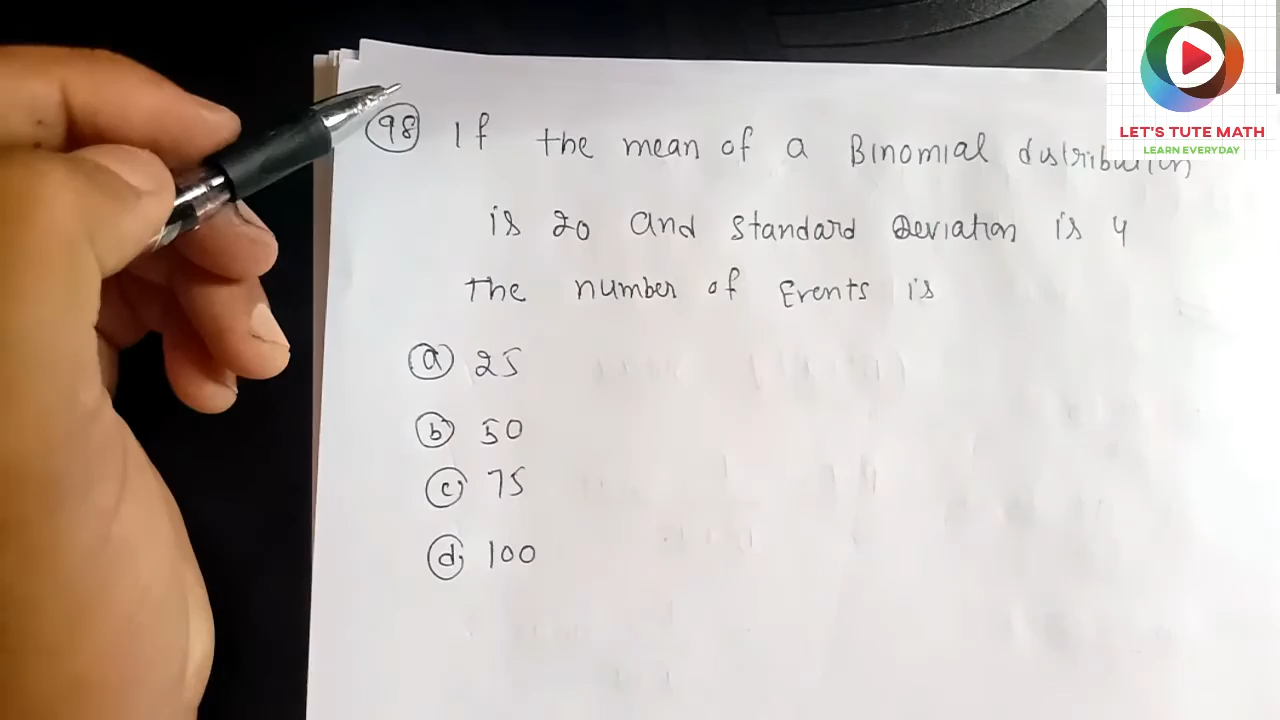 LET'S TUTE MATH
LEARN EVERYDAY
98 If the mean of a Binomial distribution
is 20 and standard Deviation is 4
the number of Events is
a 25
b 50
c 75
d 100